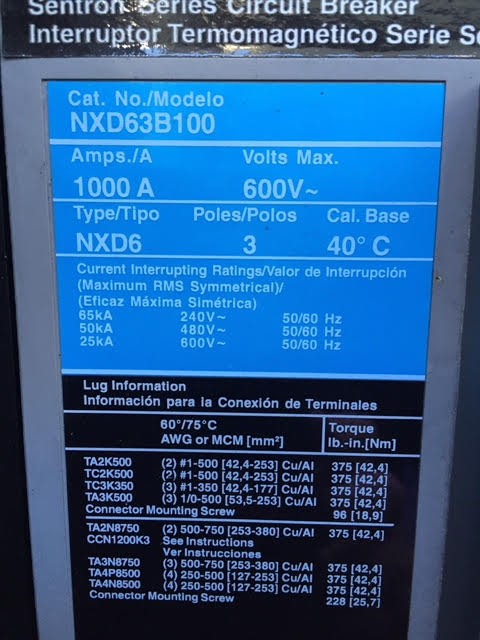 Sentron Series Circuit Breaker
Interruptor Termomagnético Serie
Cat. No./Modelo
NXD63B100
Amps./A Volts Max.
1000 A 600V~
Type/Tipo Poles/Polos Cal. Base
NXD6 3 40° C
Current Interrupting Ratings/Valor de Interrupción
(Maximum RMS Symmetrical)/
(Eficaz Máxima Simétrica)
65kA 240V~ 50/60 Hz
50kA 480V~ 50/60 Hz
25kA 600V~ 50/60 Hz
Lug Information
Información para la Conexión de Terminales
60°/75°C Torque
AWG or MCM [mm²] lb.-in.[Nm]
TA2K500 (2) #1-500 [42,4-253] Cu/Al 375 [42,4]
TC2K500 (2) #1-500 [42,4-253] Cu/Al 375 [42,4]
TC3K350 (3) #1-350 [42,4-177] Cu/Al 375 [42,4]
TA3K500 (3) 1/0-500 [53,5-253] Cu/Al 375 [42,4]
Connector Mounting Screw 96 [18,9]
TA2N8750 (2) 500-750 [253-380] Cu/Al 375 [42,4]
CCN1200K3 See Instructions
Ver Instrucciones
TA3N8750 (3) 500-750 [253-380] Cu/Al 375 [42,4]
TA4P8500 (4) 250-500 [127-253] Cu/Al 375 [42,4]
TA4N8500 (4) 250-500 [127-253] Cu/Al 375 [42,4]
Connector Mounting Screw 228 [25,7]